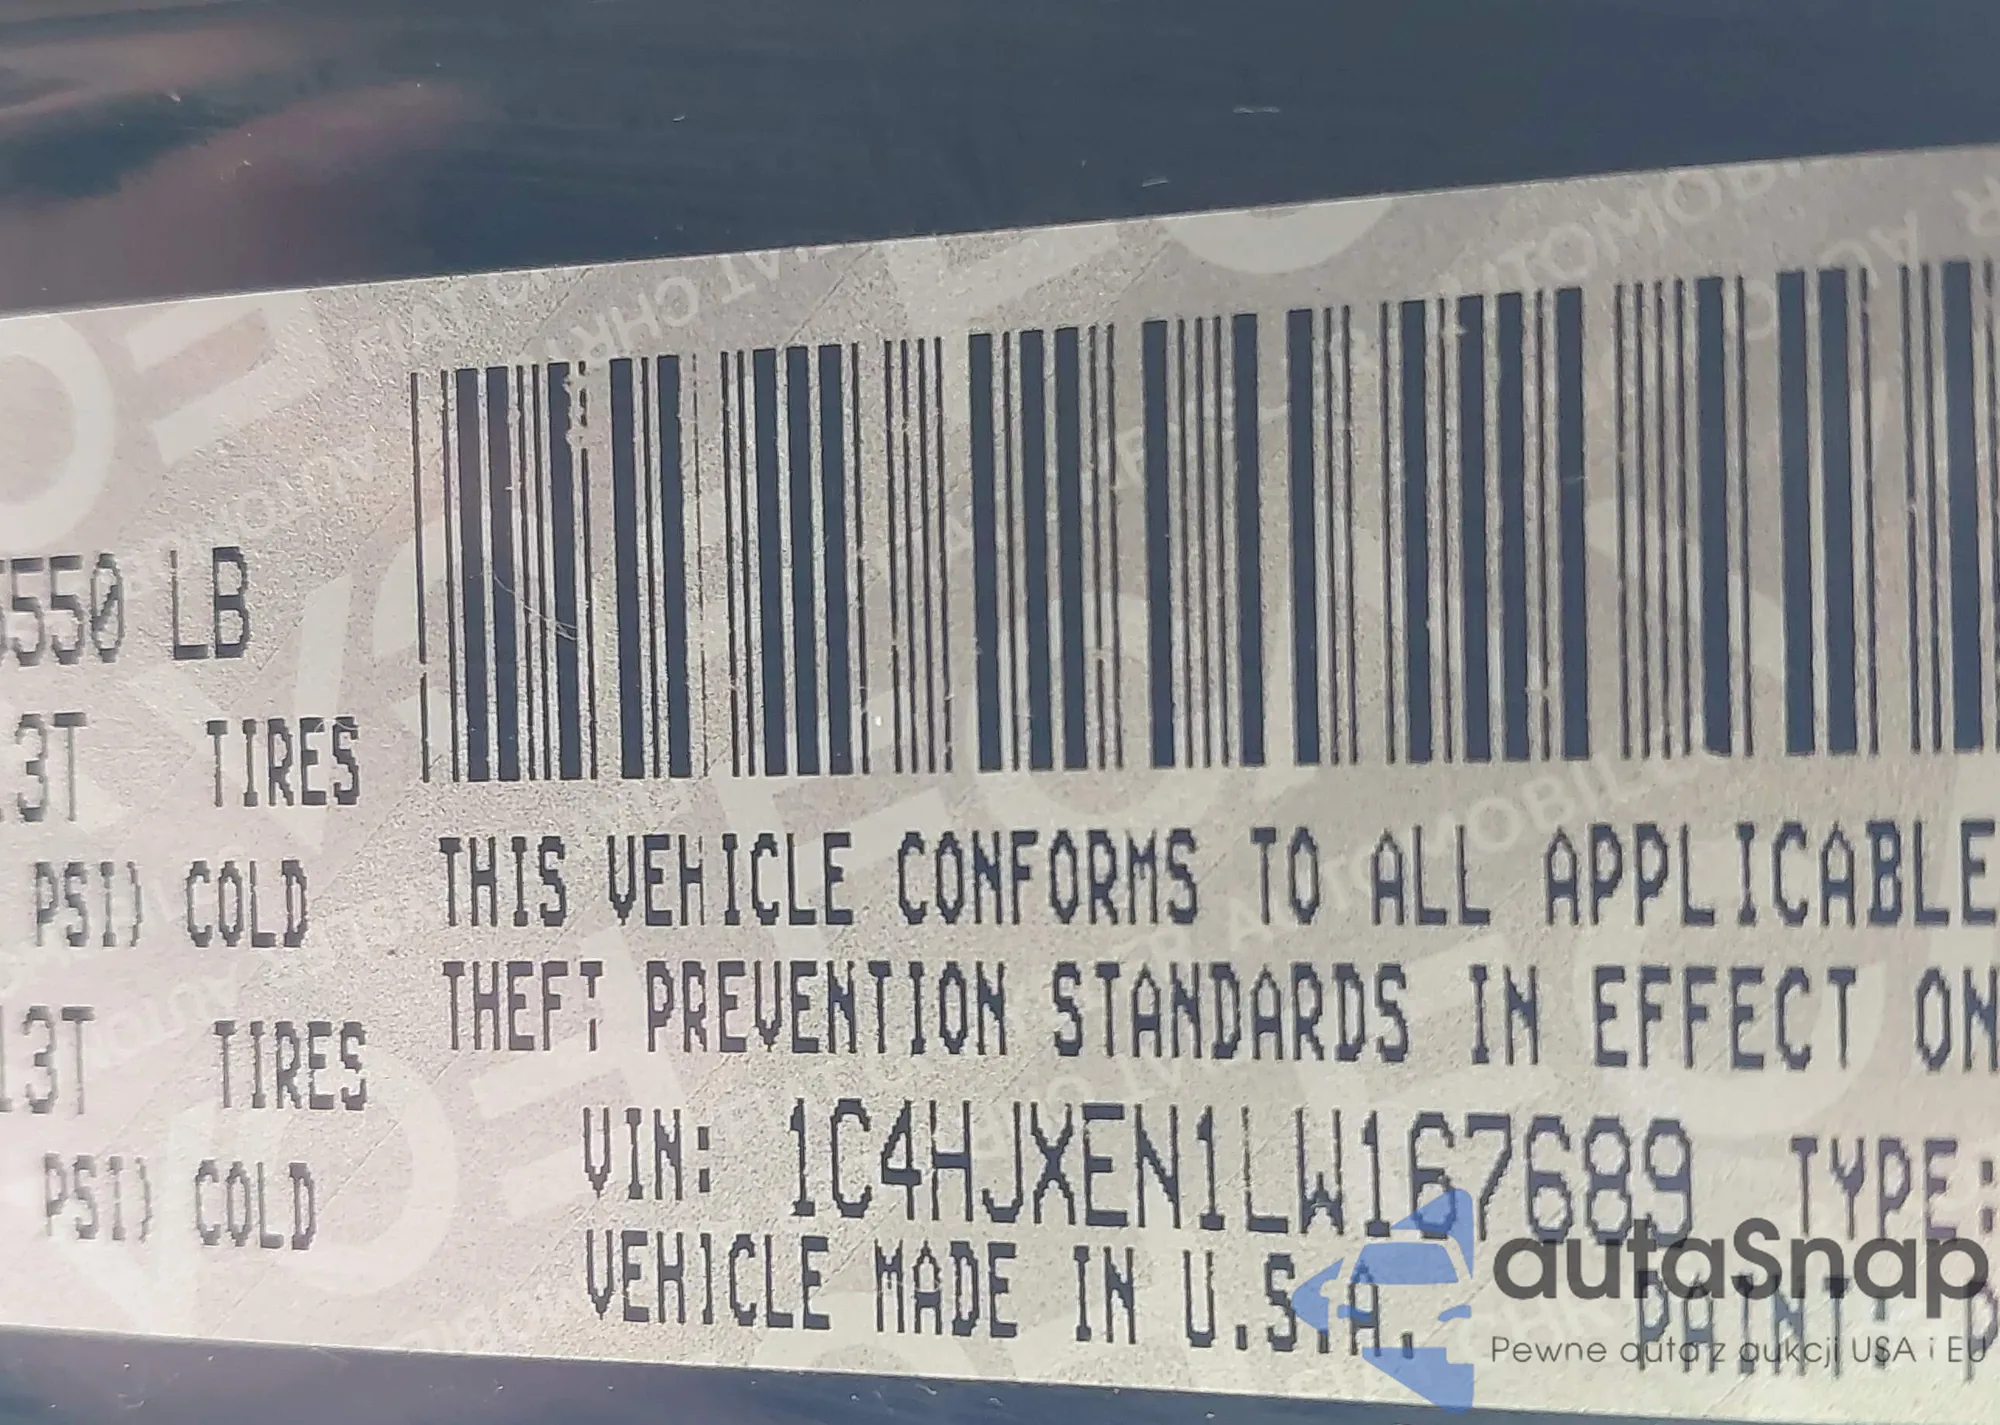 550 LB
3T TIRES
PSI) COLD
13T TIRES
PSI) COLD
THIS VEHICLE CONFORMS TO ALL APPLICABLE
THEFT PREVENTION STANDARDS IN EFFECT ON
VIN: 1C4HJXEN1LW167689 TYPE:
VEHICLE MADE IN U.S.A. PAINT:
autaSnap
Pewne auta z aukcji USA i EU